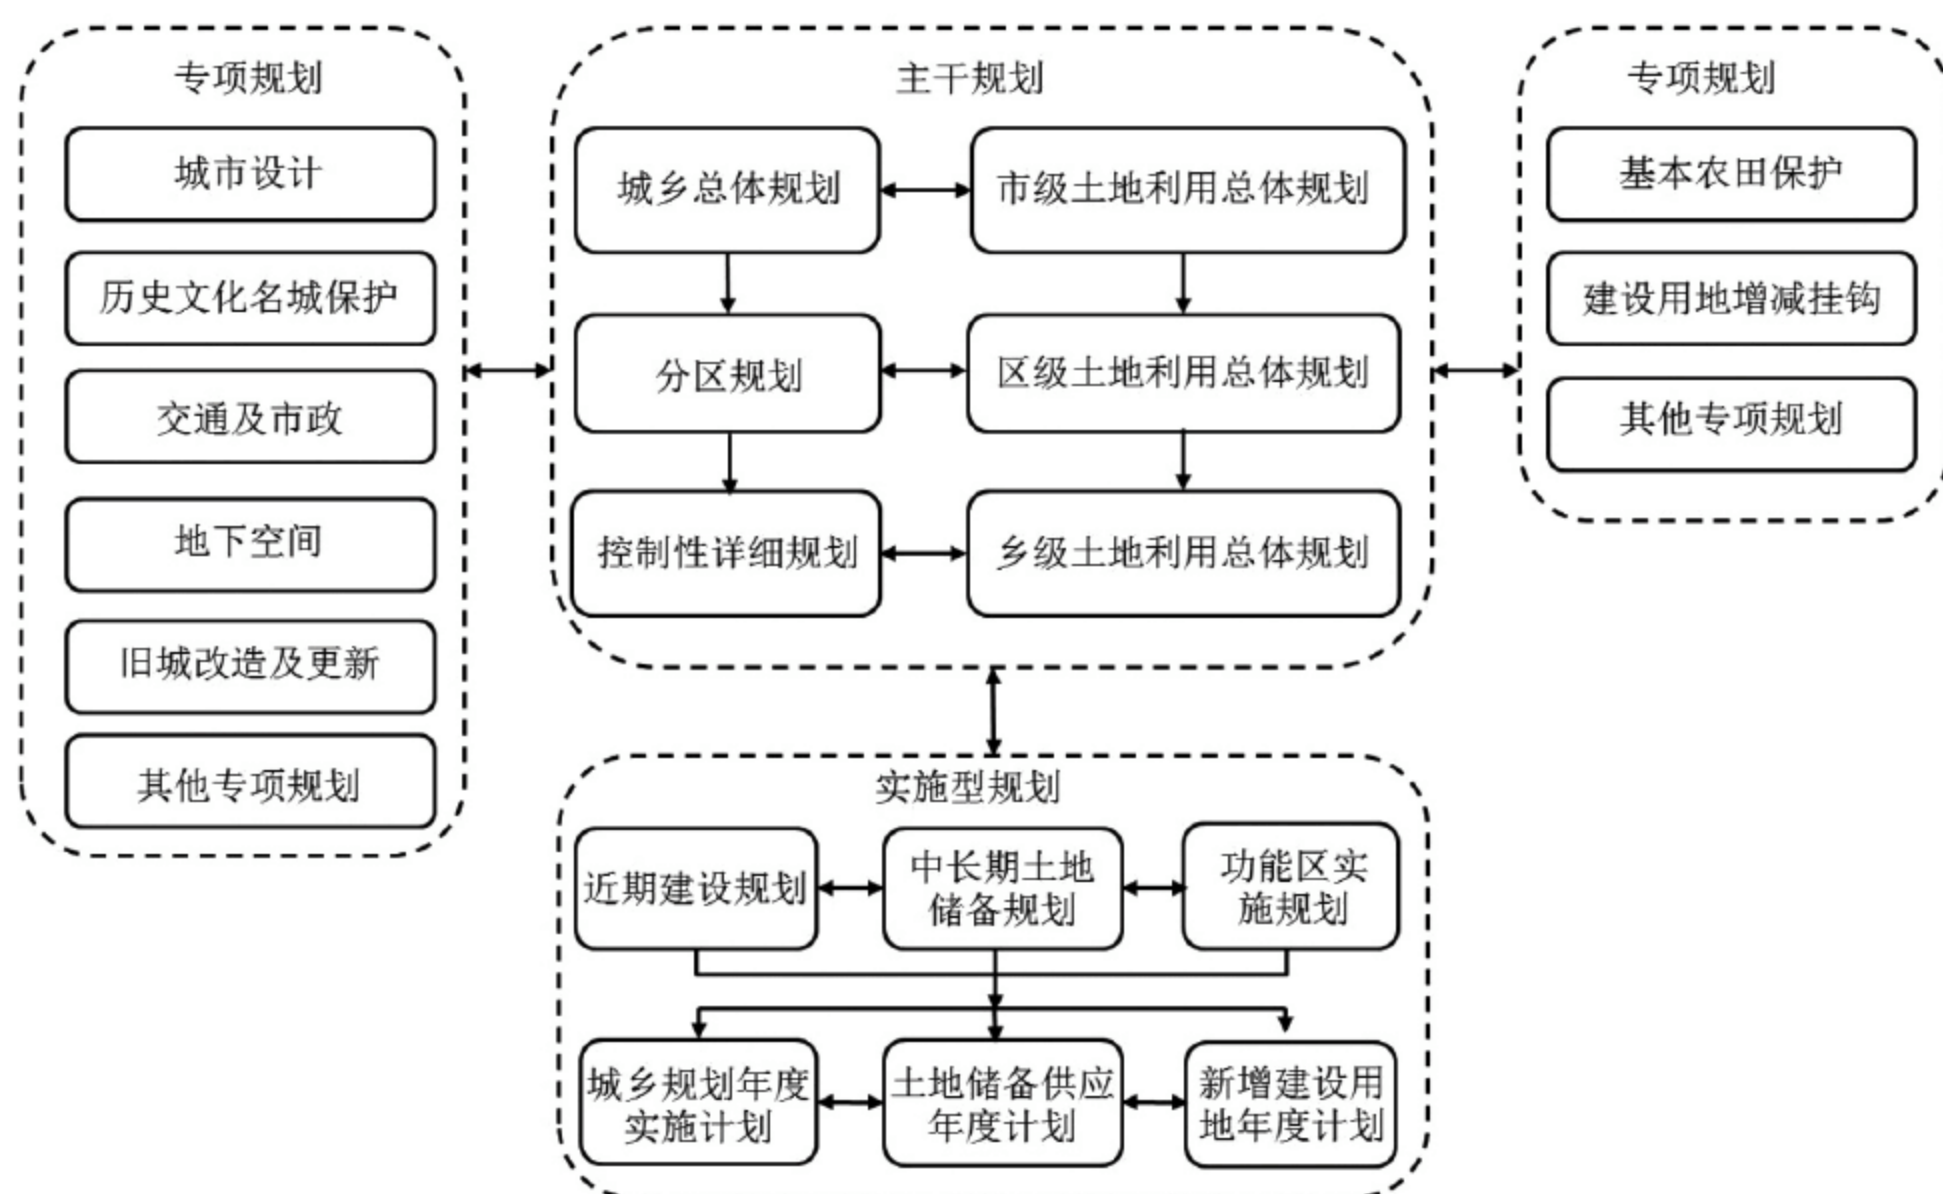 专项规划
城市设计
历史文化名城保护
交通及市政
地下空间
旧城改造及更新
其他专项规划
主干规划
城乡总体规划
市级土地利用总体规划
分区规划
区级土地利用总体规划
控制性详细规划
乡级土地利用总体规划
专项规划
基本农田保护
建设用地增减挂钩
其他专项规划
实施型规划
近期建设规划
中长期土地
储备规划
功能区实
施规划
城乡规划年度
实施计划
土地储备供应
年度计划
新增建设用
地年度计划